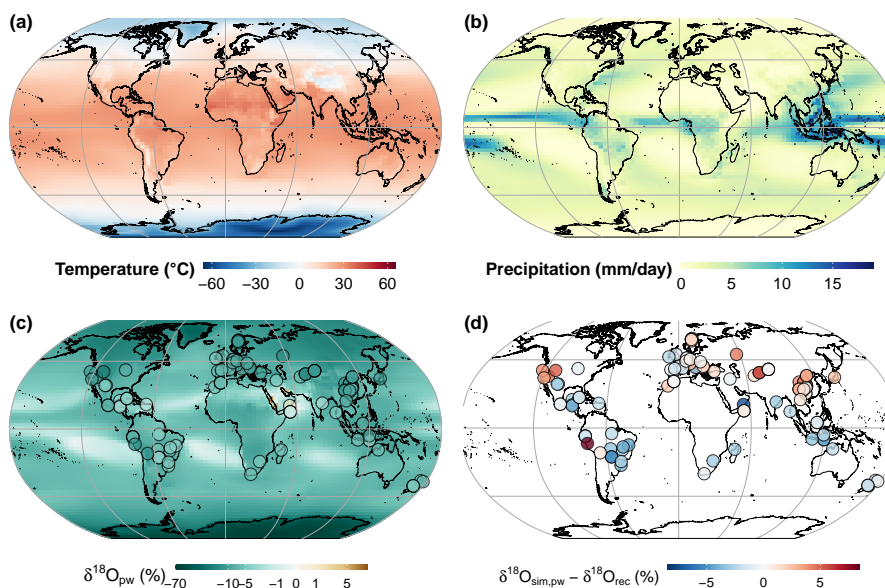 (a)
(b)
Temperature (°C)
−60 −30 0 30 60
Precipitation (mm/day)
0 5 10 15
(c)
(d)
δ¹⁸Opw (%)
−70 −10 −5 −1 0 1 5
δ¹⁸Osim,pw − δ¹⁸Orec (%)
−5 0 5